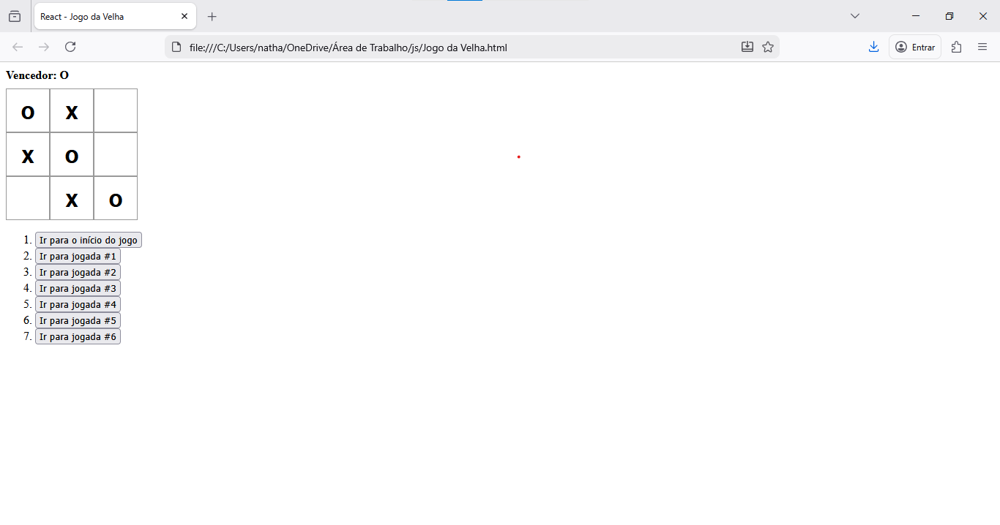 React - Jogo da Velha
file:///C:/Users/natha/OneDrive/Área de Trabalho/js/Jogo da Velha.html
Entrar
Vencedor: O
O X
X O
X O
1. Ir para o início do jogo
2. Ir para jogada #1
3. Ir para jogada #2
4. Ir para jogada #3
5. Ir para jogada #4
6. Ir para jogada #5
7. Ir para jogada #6